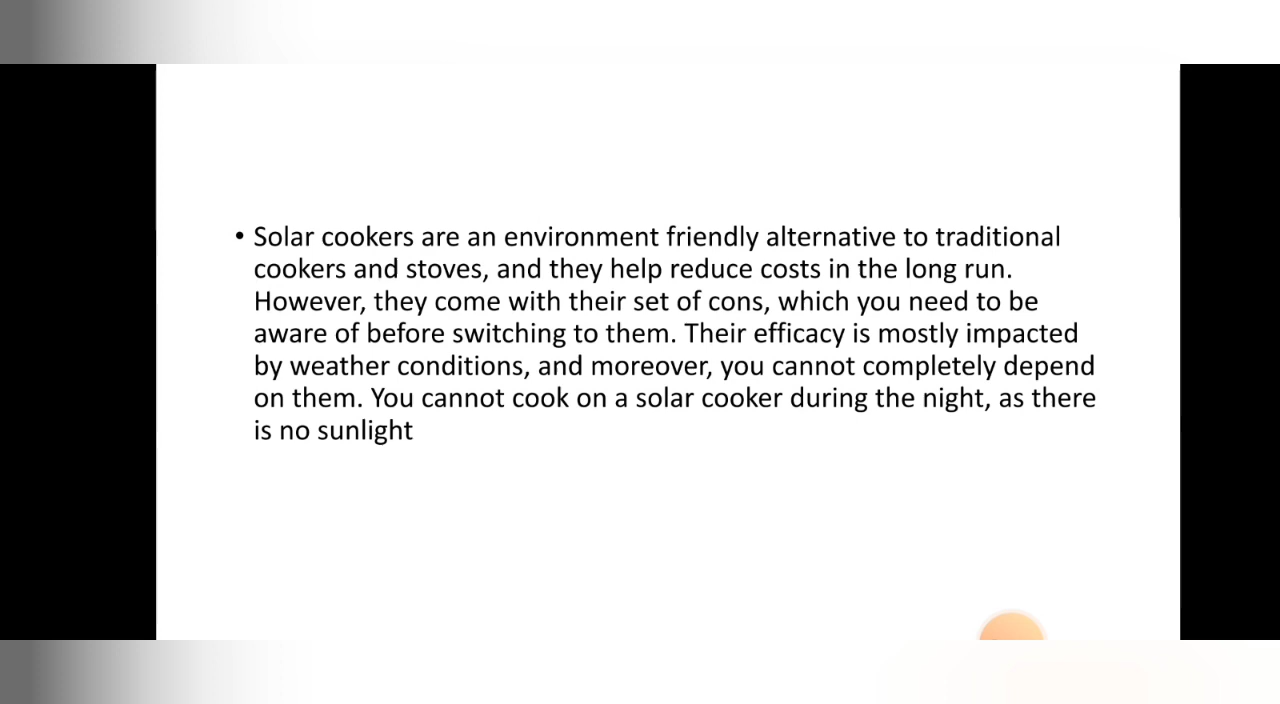 • Solar cookers are an environment friendly alternative to traditional
cookers and stoves, and they help reduce costs in the long run.
However, they come with their set of cons, which you need to be
aware of before switching to them. Their efficacy is mostly impacted
by weather conditions, and moreover, you cannot completely depend
on them. You cannot cook on a solar cooker during the night, as there
is no sunlight